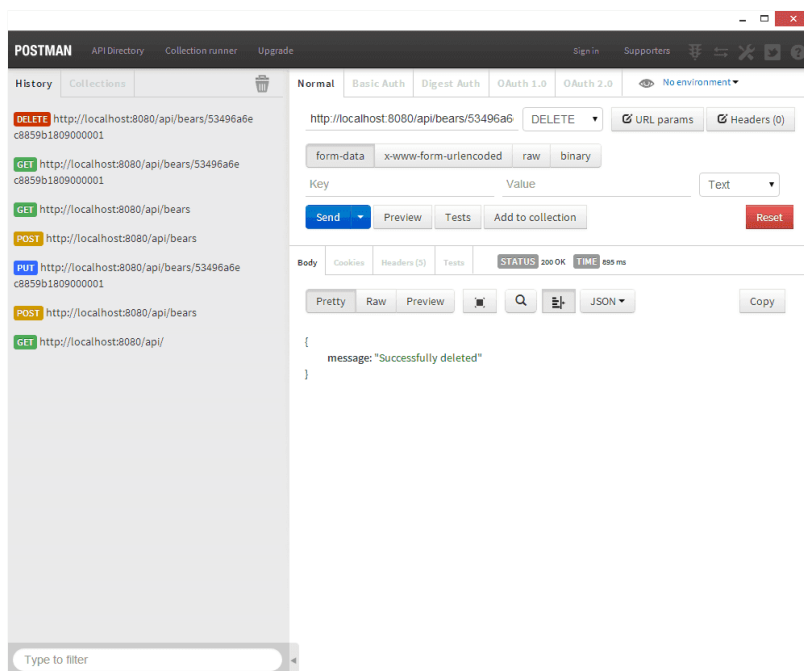 POSTMAN API Directory Collection runner Upgrade Sign in Supporters
History Collections
DELETE http://localhost:8080/api/bears/53496a6e
c8859b1809000001
GET http://localhost:8080/api/bears/53496a6e
c8859b1809000001
GET http://localhost:8080/api/bears
POST http://localhost:8080/api/bears
PUT http://localhost:8080/api/bears/53496a6e
c8859b1809000001
POST http://localhost:8080/api/bears
GET http://localhost:8080/api/
Type to filter
Normal Basic Auth Digest Auth OAuth 1.0 OAuth 2.0 No environment
http://localhost:8080/api/bears/53496a6 DELETE URL params Headers (0)
form-data x-www-form-urlencoded raw binary
Key Value Text
Send Preview Tests Add to collection Reset
Body Cookies Headers (5) Tests STATUS 200 OK TIME 895 ms
Pretty Raw Preview JSON Copy
{
message: "Successfully deleted"
}